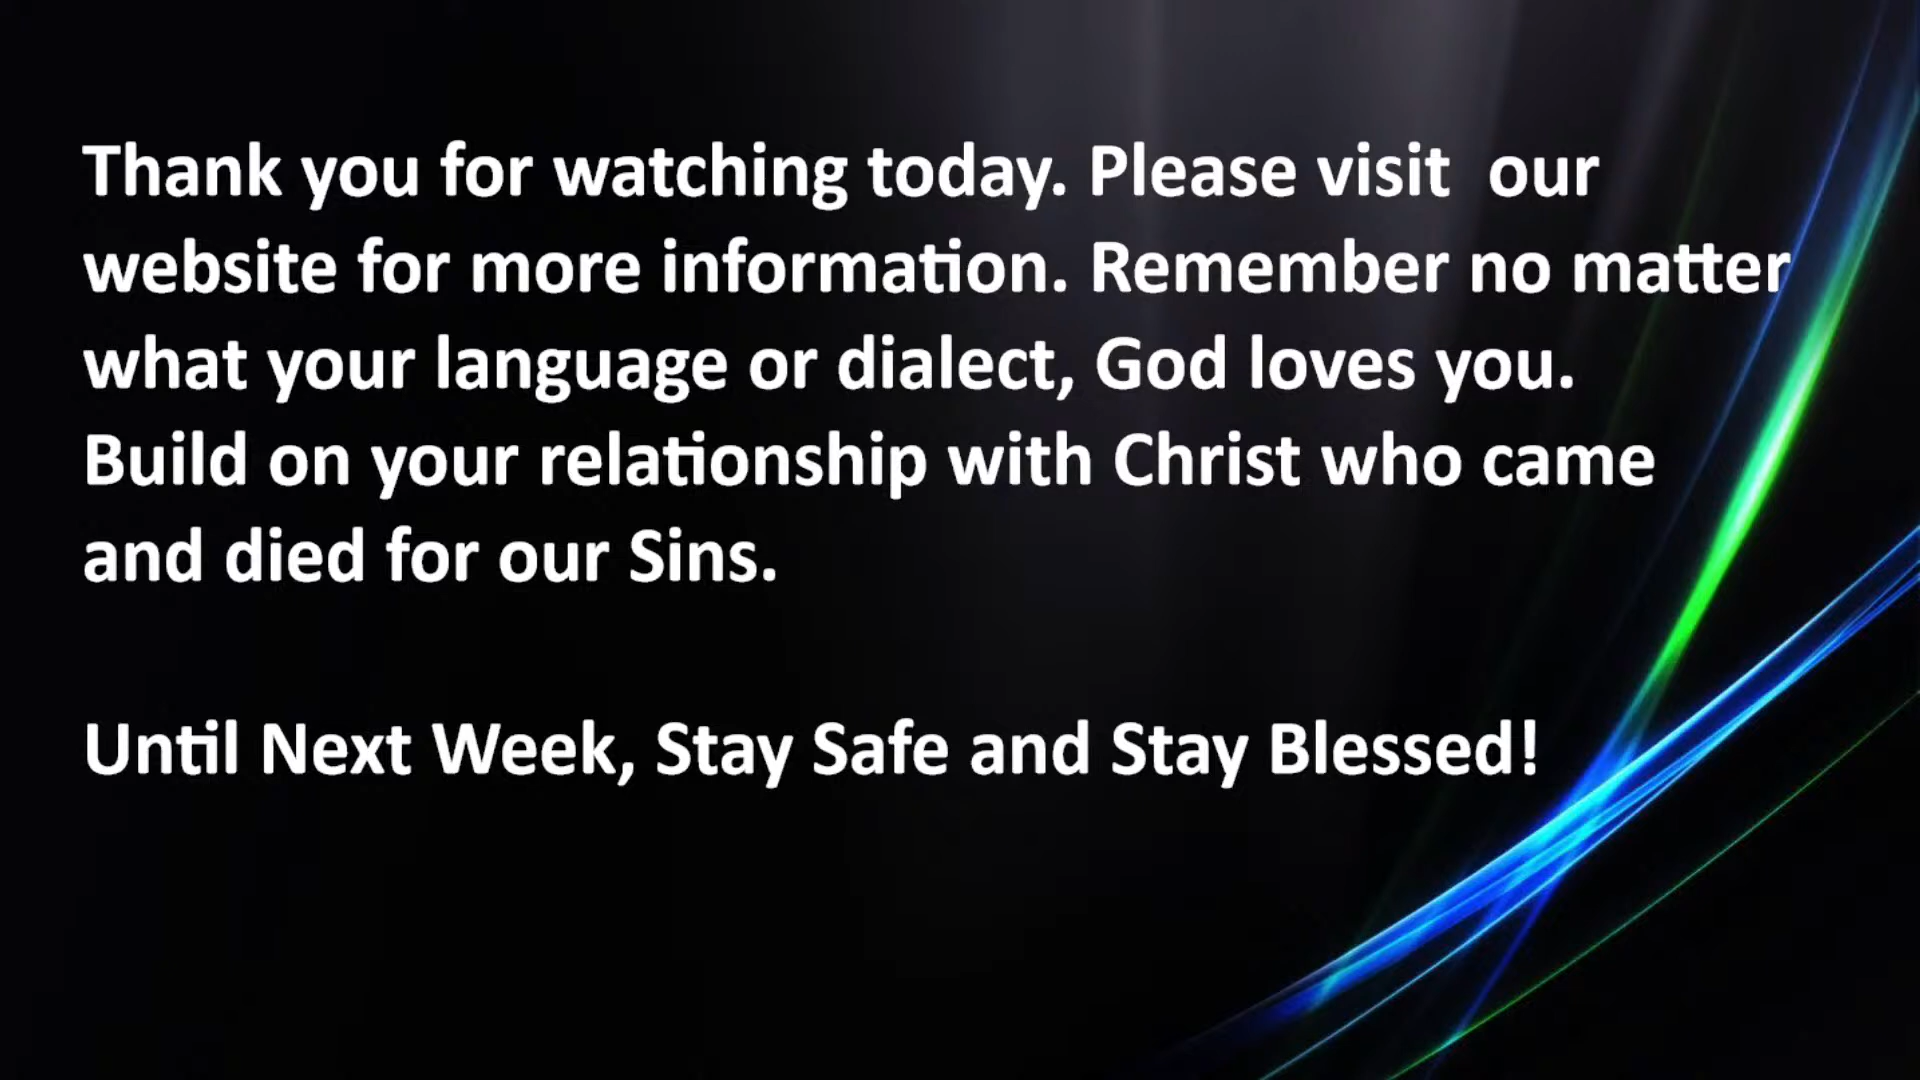 Thank you for watching today. Please visit  our
website for more information. Remember no matter
what your language or dialect, God loves you.
Build on your relationship with Christ who came
and died for our Sins.
Until Next Week, Stay Safe and Stay Blessed!